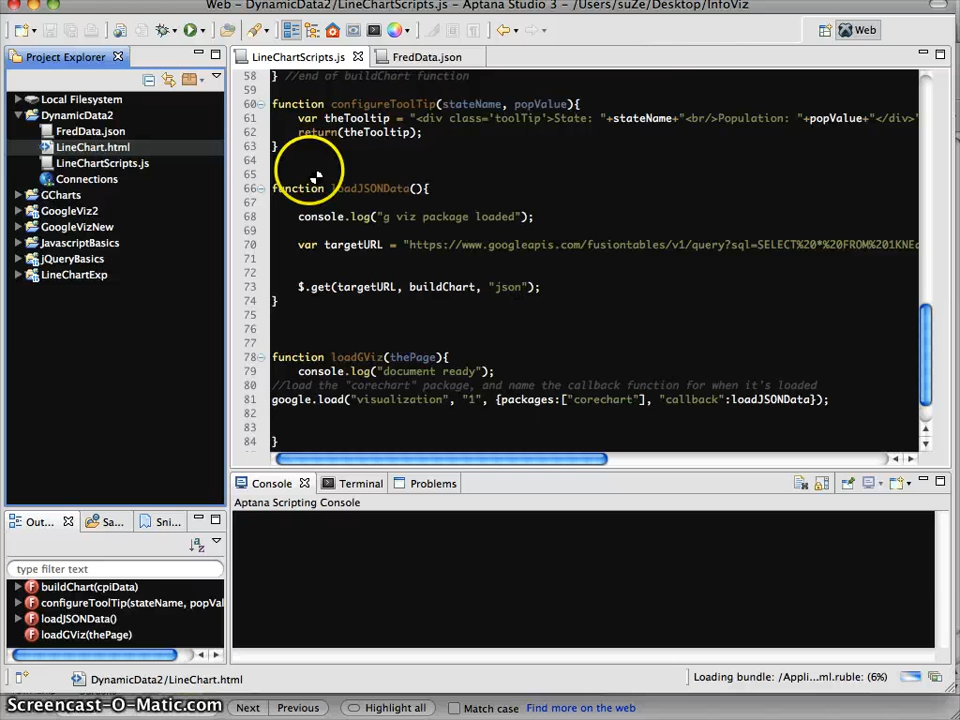 Web - DynamicData2/LineChartScripts.js - Aptana Studio 3 - /Users/suZe/Desktop/InfoViz
Web
Project Explorer
LineChartScripts.js
FredData.json
Local Filesystem
DynamicData2
FredData.json
LineChart.html
LineChartScripts.js
Connections
GCharts
GoogleViz2
GoogleVizNew
JavascriptBasics
jQueryBasics
LineChartExp
58 } //end of buildChart function
59
60 function configureToolTip(stateName, popValue){
61 var theTooltip = "<div class='toolTip'>State: "+stateName+"<br/>Population: "+popValue+"</div>"
62 return(theTooltip);
63 }
64
65
66 function loadJSONData(){
67
68 console.log("g viz package loaded");
69
70 var targetURL = "https://www.googleapis.com/fusiontables/v1/query?sql=SELECT%20*%20FROM%201KNEc
71
72
73 $.get(targetURL, buildChart, "json");
74 }
75
76
77
78 function loadGViz(thePage){
79 console.log("document ready");
80 //load the "corechart" package, and name the callback function for when it's loaded
81 google.load("visualization", "1", {packages:["corechart"], "callback":loadJSONData});
82
83
84 }
Console
Terminal
Problems
Aptana Scripting Console
Out...
Sa...
Sni...
type filter text
buildChart(cpiData)
configureToolTip(stateName, popVal
loadJSONData()
loadGViz(thePage)
DynamicData2/LineChart.html
Loading bundle: /Appli...ml.ruble: (6%)
Screencast-O-Matic.com
Next
Previous
Highlight all
Match case
Find more on the web